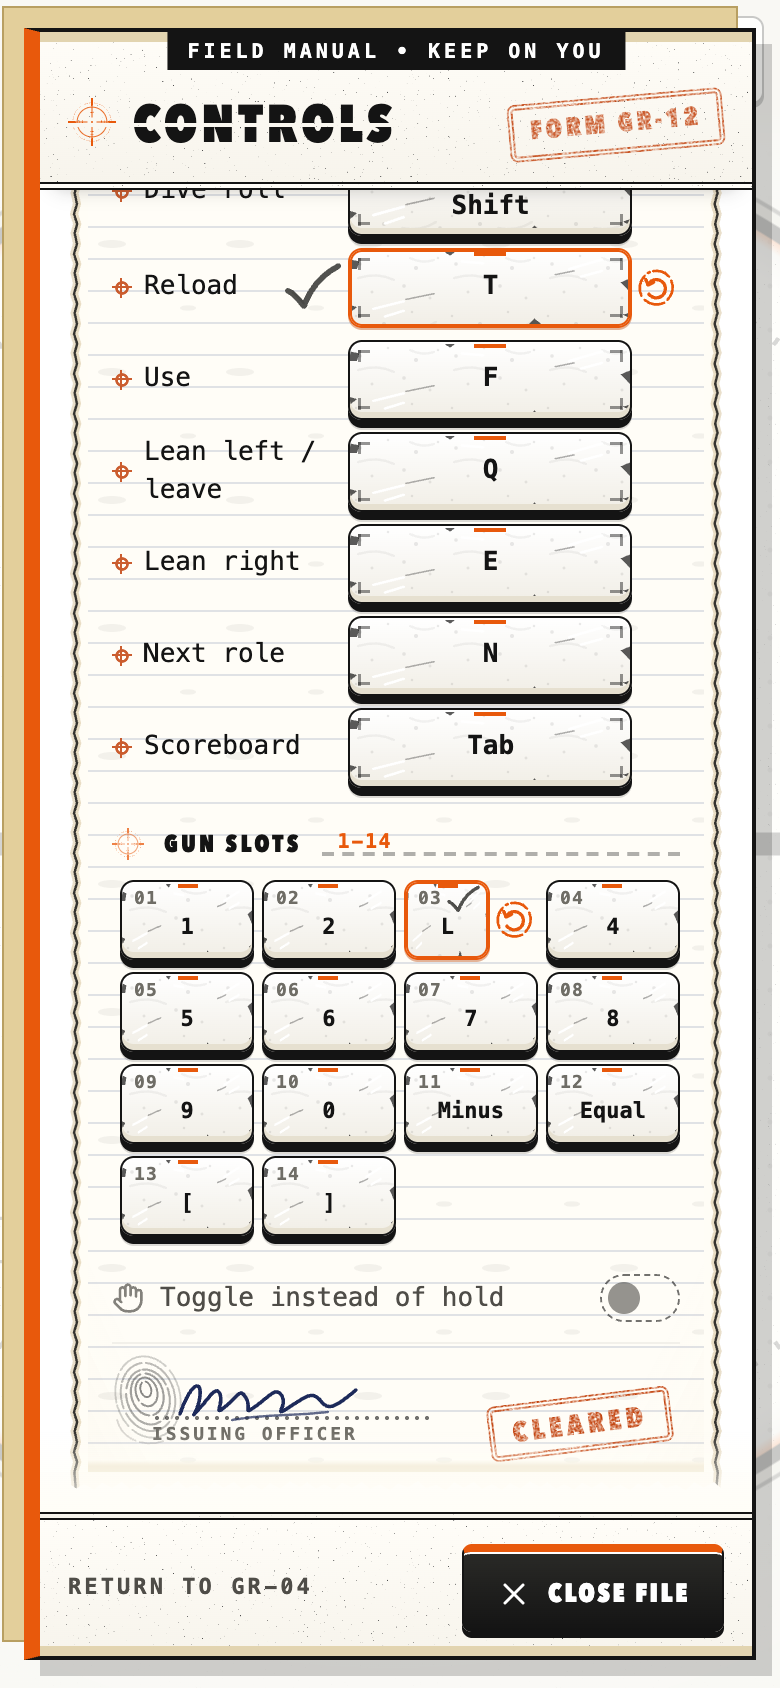 FIELD MANUAL • KEEP ON YOU
CONTROLS
FORM GR-12
Dive roll
Shift
Reload
T
Use
F
Lean left /
leave
Q
Lean right
E
Next role
N
Scoreboard
Tab
GUN SLOTS
1–14
01 02 03 04
1 2 L 4
05 06 07 08
5 6 7 8
09 10 11 12
9 0 Minus Equal
13 14
[ ]
Toggle instead of hold
ISSUING OFFICER
CLEARED
RETURN TO GR–04
CLOSE FILE